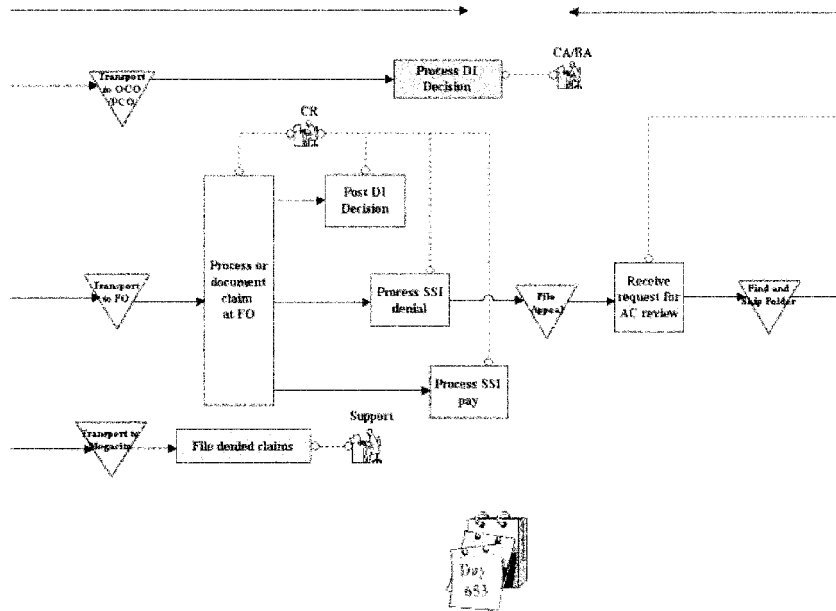 CA/BA
Transport
to OCO
(PCO)
Process DI
Decision
CR
Post DI
Decision
Process or
document
claim
at FO
Transport
to FO
Process SSI
denial
File
Appeal
Receive
request for
AC review
Find and
Ship Folder
Process SSI
pay
Support
Transport to
Megasite
File denied claims
Day
653